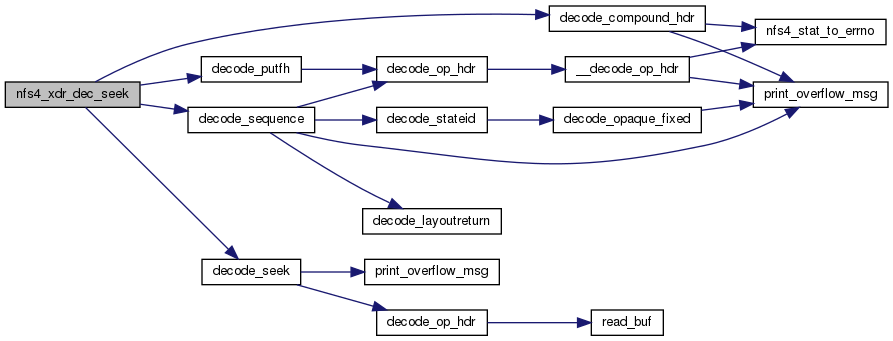 decode_compound_hdr
nfs4_stat_to_errno
decode_putfh
decode_op_hdr
__decode_op_hdr
nfs4_xdr_dec_seek
print_overflow_msg
decode_sequence
decode_stateid
decode_opaque_fixed
decode_layoutreturn
decode_seek
print_overflow_msg
decode_op_hdr
read_buf